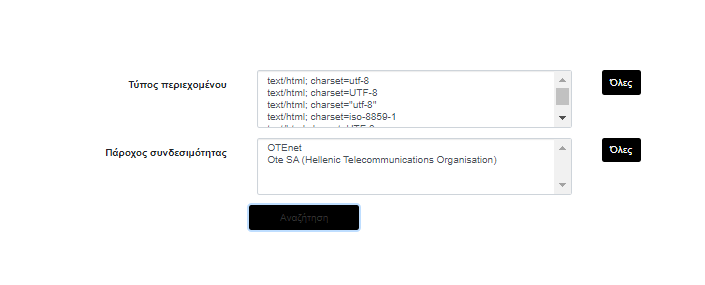 Τύπος περιεχομένου
text/html; charset=utf-8
text/html; charset=UTF-8
text/html; charset="utf-8"
text/html; charset=iso-8859-1
Όλες
Πάροχος συνδεσιμότητας
OTEnet
Ote SA (Hellenic Telecommunications Organisation)
Όλες
Αναζήτηση